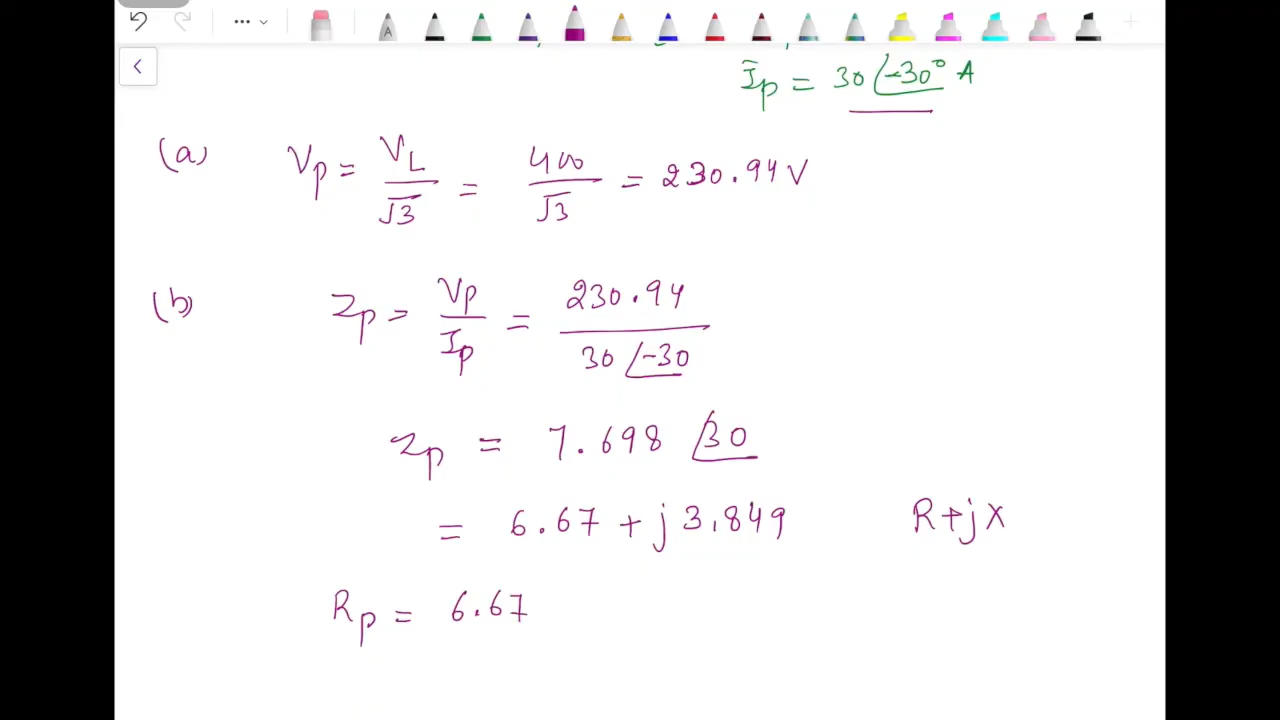 A
Īp = 30 ∠-30° A
(a) Vp = VL/√3 = 400/√3 = 230.94 V
(b) Zp = Vp/Ip = 230.94/30 ∠-30
Zp = 7.698 ∠30
= 6.67 + j 3.849 R+jX
Rp = 6.67